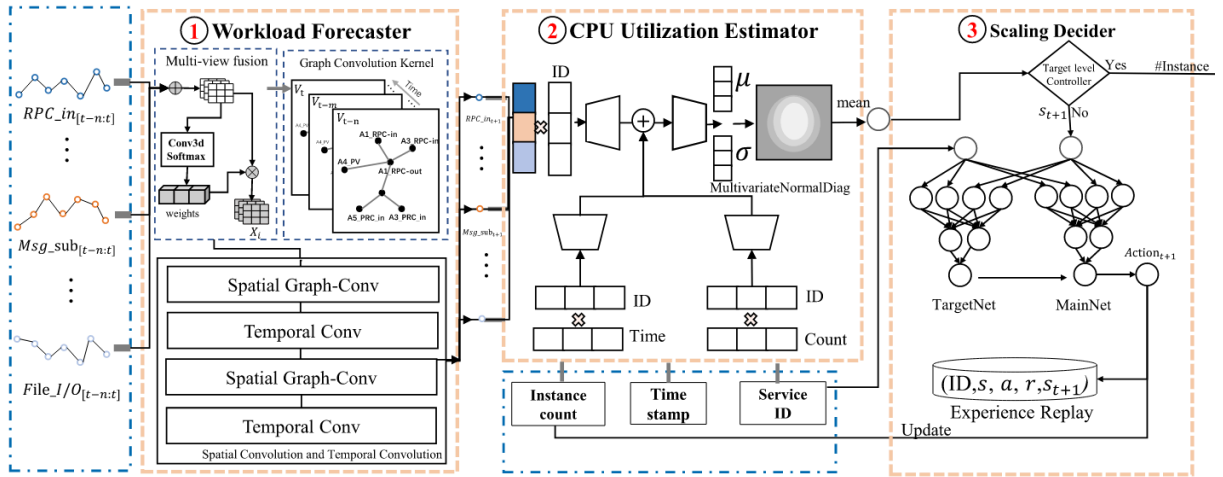 RPC_in[t−n:t]
Msg_sub[t−n:t]
File_I/O[t−n:t]
1 Workload Forecaster
Multi-view fusion
Conv3d
Softmax
weights
Xi
Graph Convolution Kernel
Time
Vt
Vt−m
Vt−n
A4_PV
A1_RPC-in
A3_RPC-in
A4_PV
A1_RPC-out
A5_PRC_in
A3_PRC_in
Spatial Graph-Conv
Temporal Conv
Spatial Graph-Conv
Temporal Conv
Spatial Convolution and Temporal Convolution
RPC_int+1
Msg_subt+1
2 CPU Utilization Estimator
ID
μ
σ
mean
MultivariateNormalDiag
ID
Time
ID
Count
Instance
count
Time
stamp
Service
ID
3 Scaling Decider
Target level
Controller
Yes
#Instance
St+1
No
TargetNet
MainNet
Actiont+1
(ID,s, a, r,st+1)
Experience Replay
Update